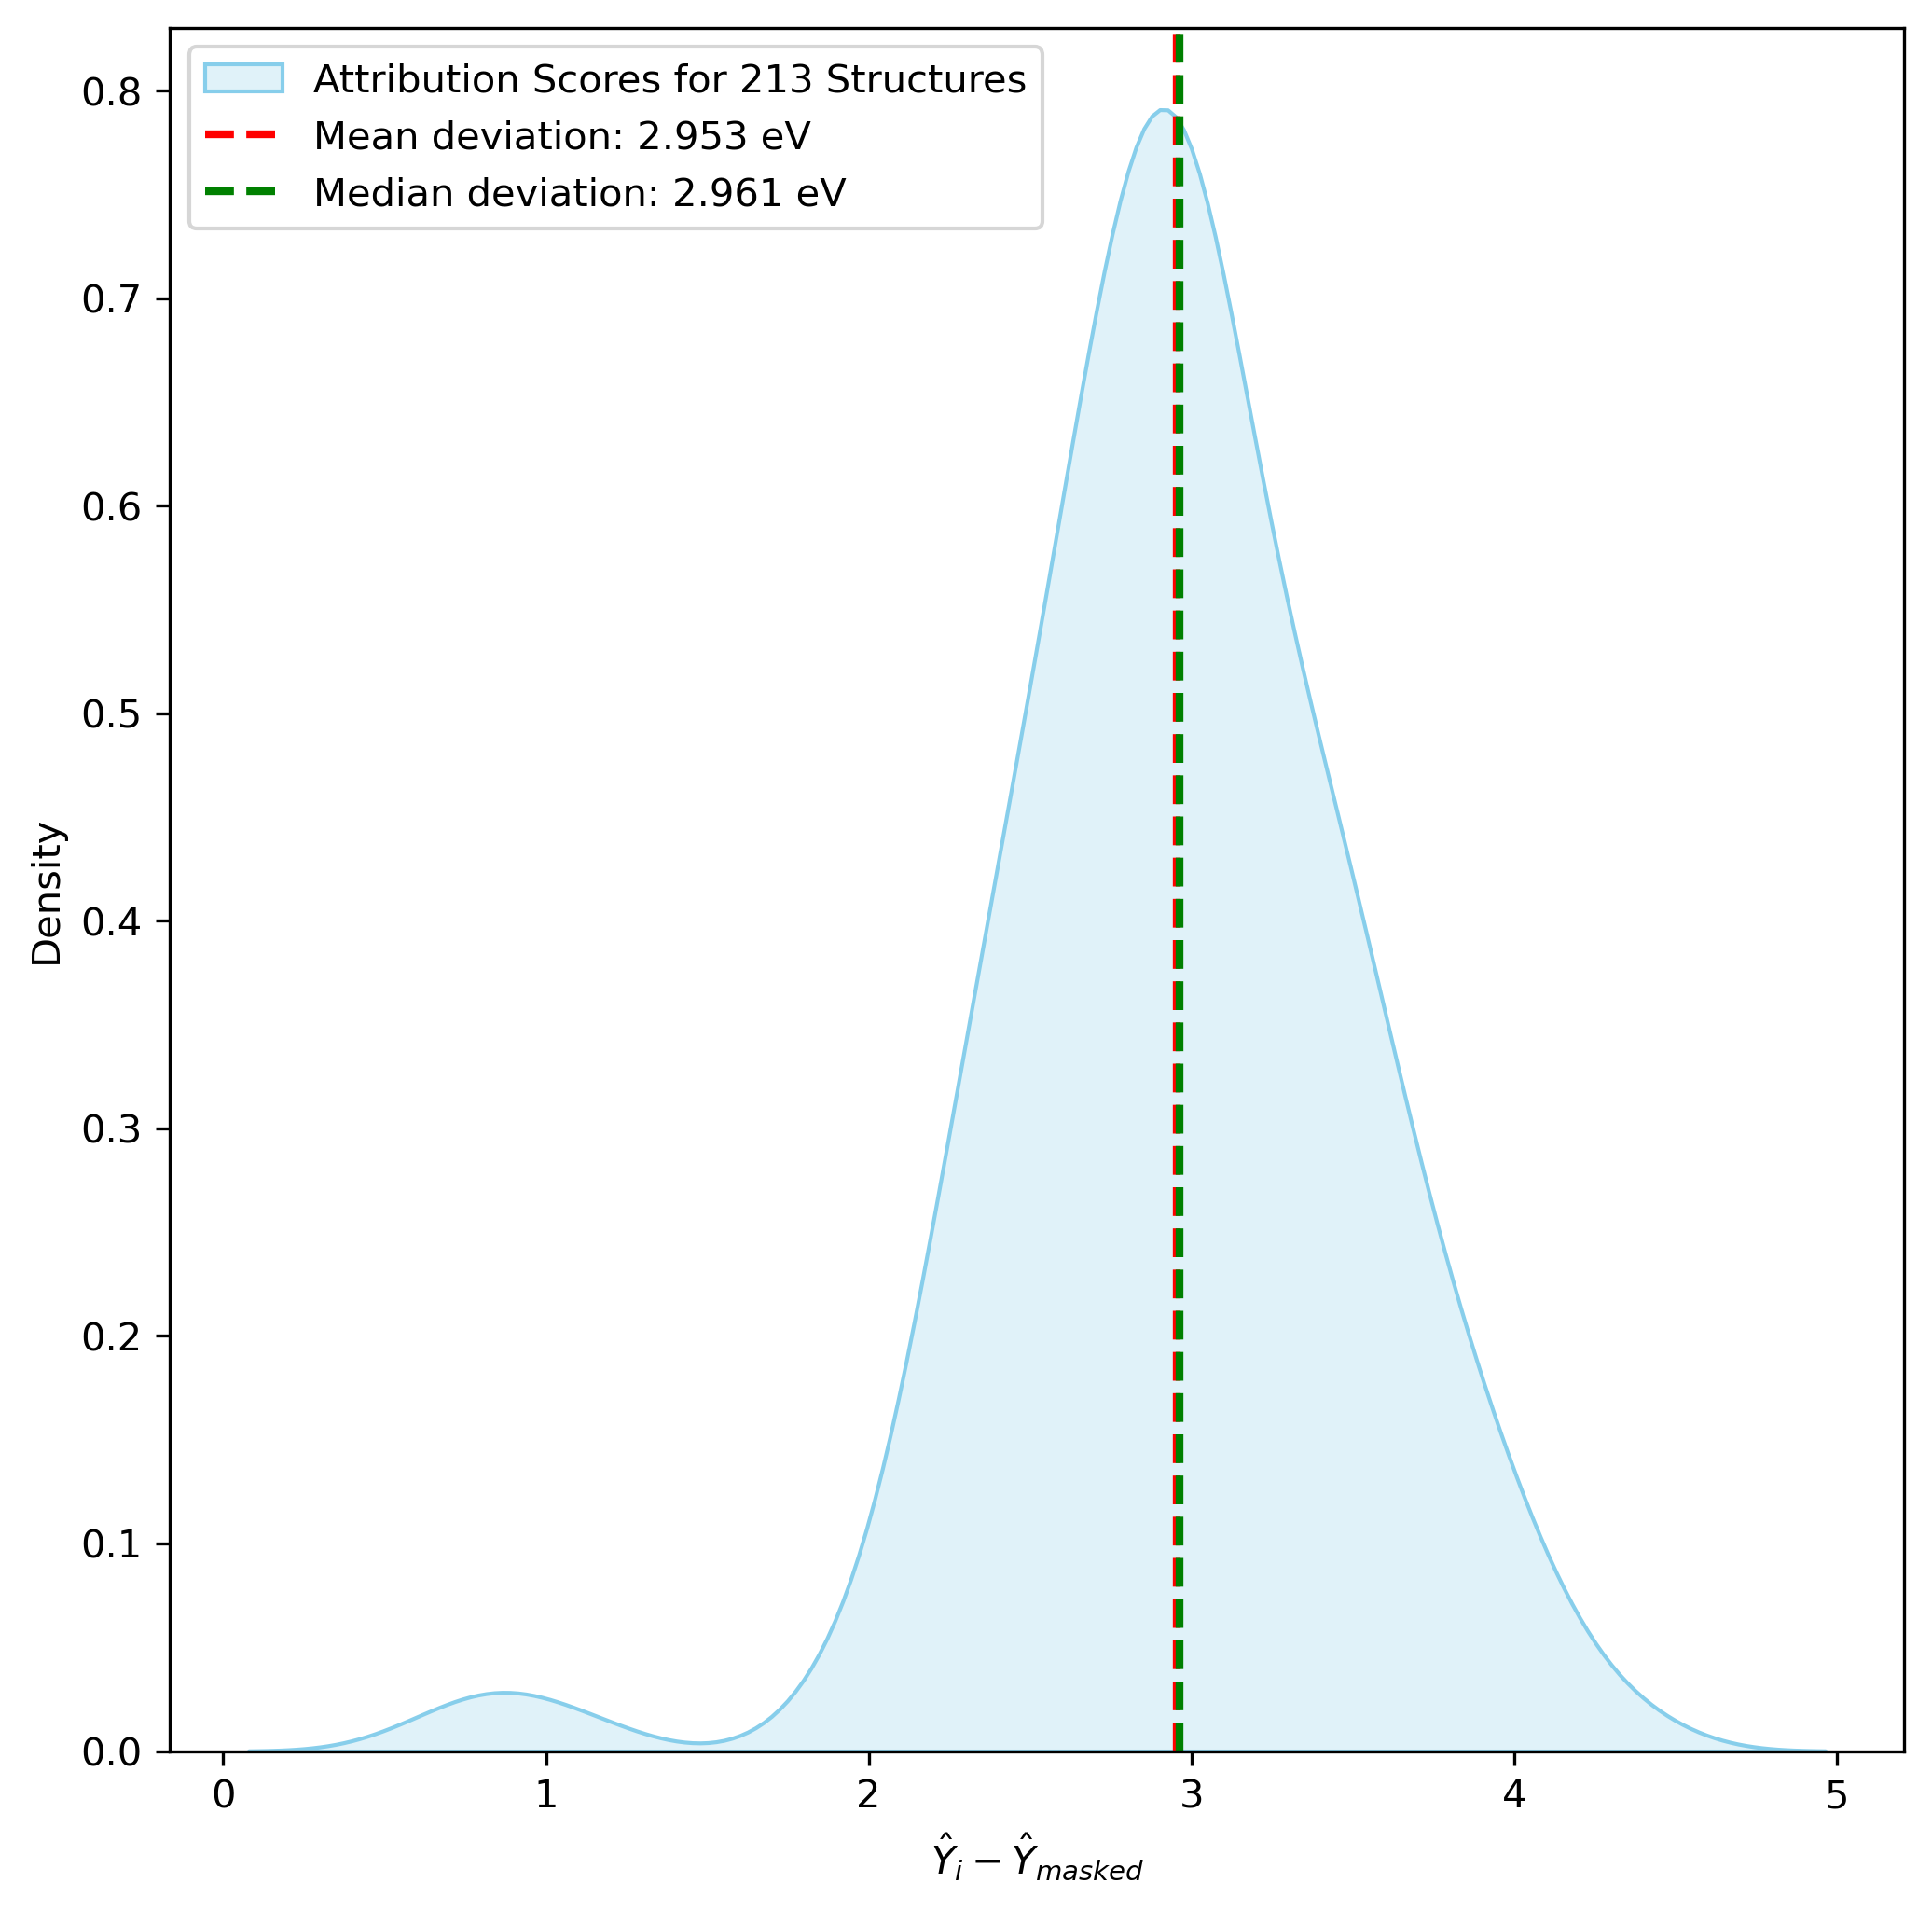 Attribution Scores for 213 Structures
Mean deviation: 2.953 eV
Median deviation: 2.961 eV
0.8
0.7
0.6
0.5
0.4
0.3
0.2
0.1
0.0
Density
0 1 2 3 4 5
Ŷ_i − Ŷ_masked